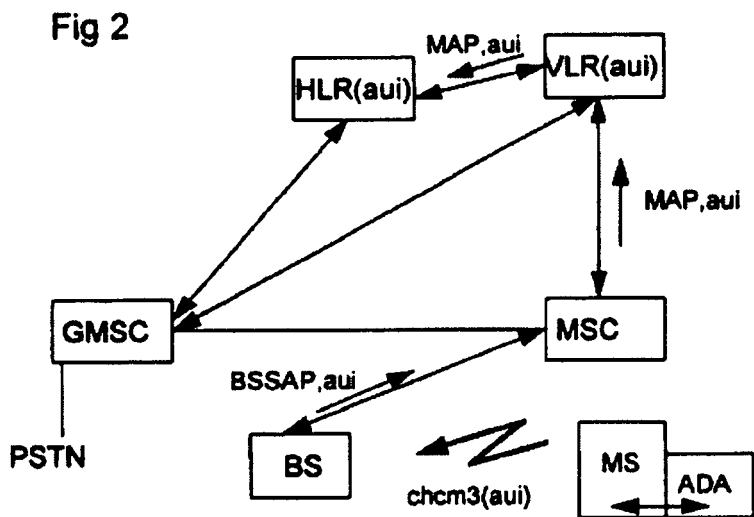 Fig 2
MAP,aui
HLR(aui)
VLR(aui)
MAP,aui
GMSC
MSC
BSSAP,aui
PSTN
BS
chcm3(aui)
MS
ADA